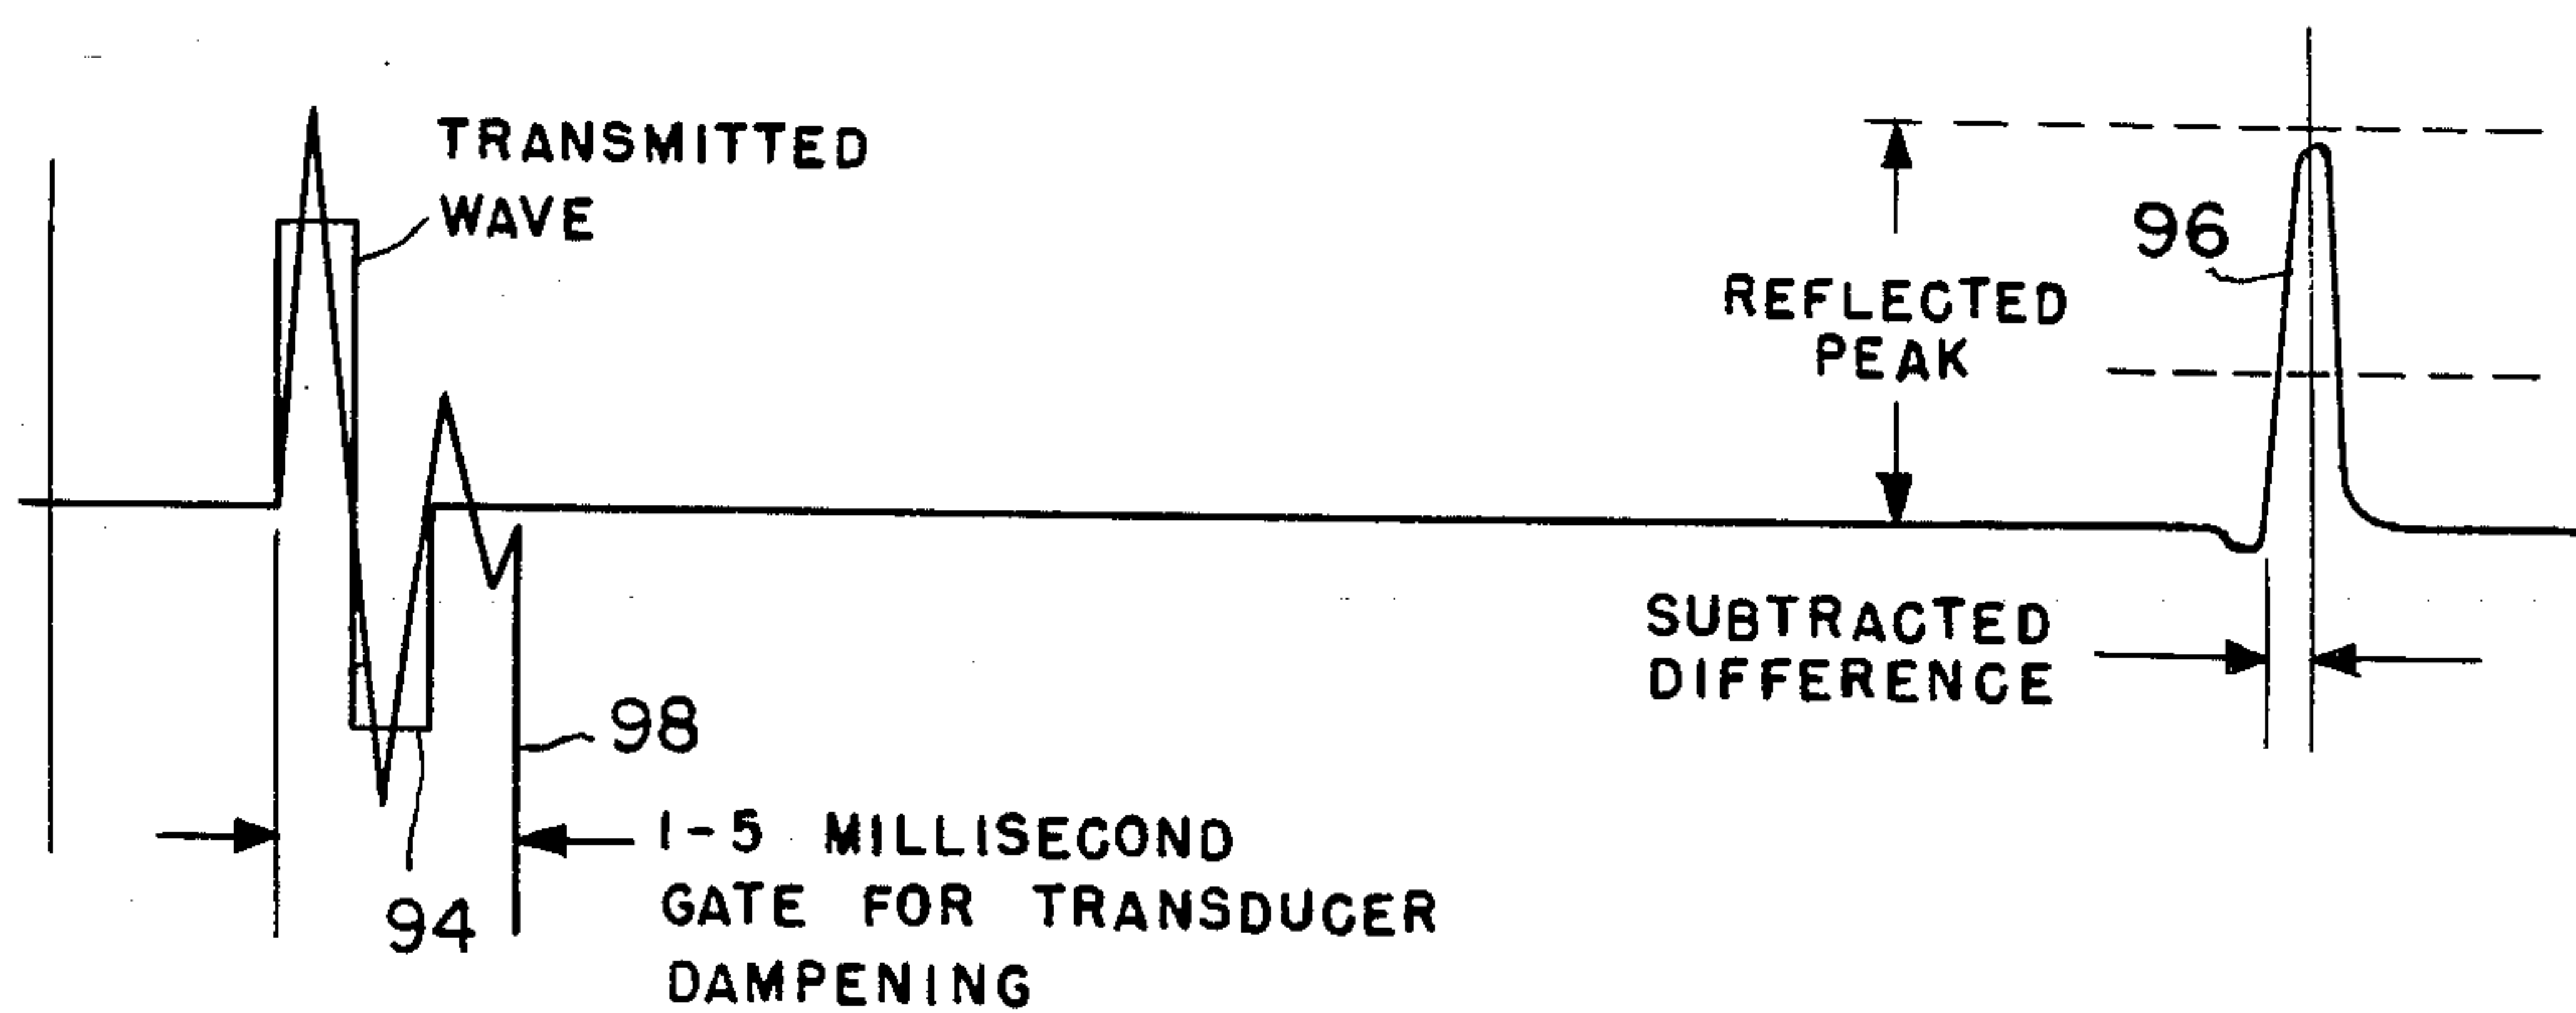 TRANSMITTED
WAVE
96
REFLECTED
PEAK
SUBTRACTED
DIFFERENCE
98
94
1-5 MILLISECOND
GATE FOR TRANSDUCER
DAMPENING